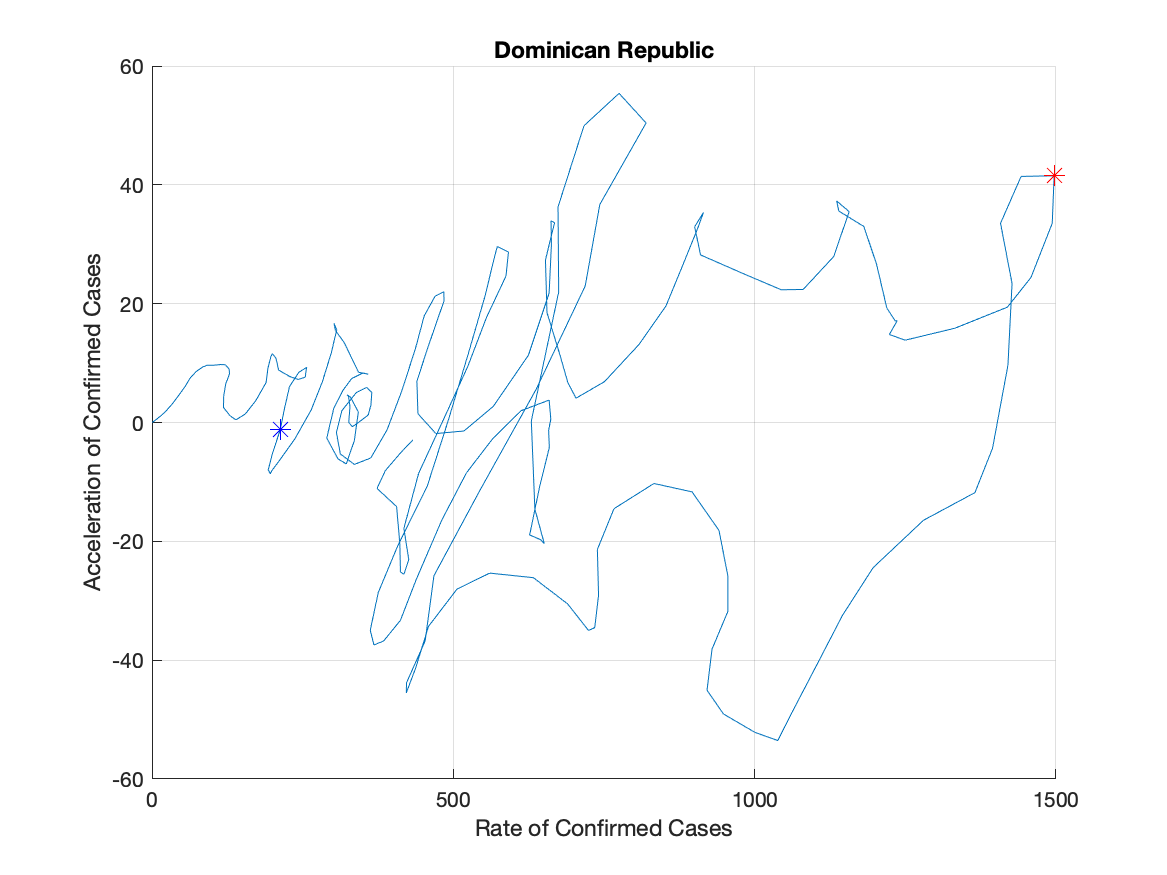 Dominican Republic
60
40
20
0
-20
-40
-60
0 500 1000 1500
Rate of Confirmed Cases
Acceleration of Confirmed Cases